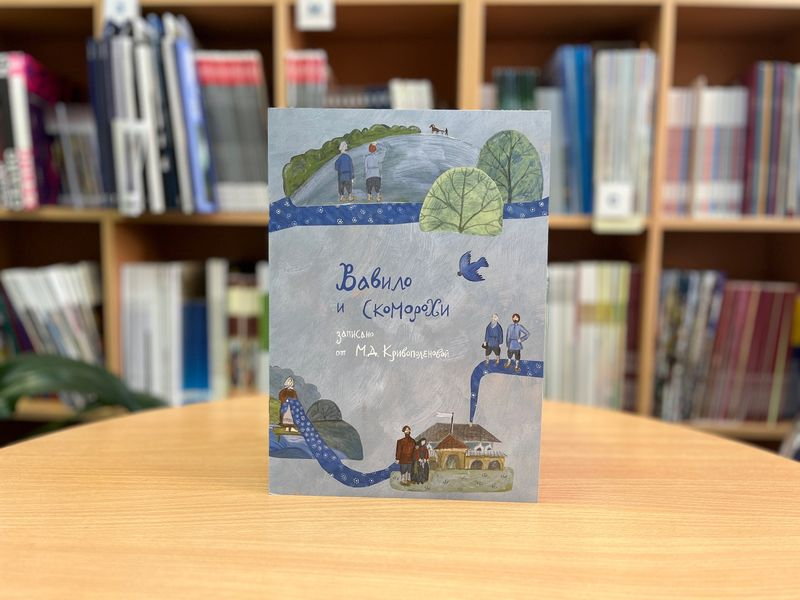 Вавило
и Скоморохи
записано
от М.Д. Кривополеновой